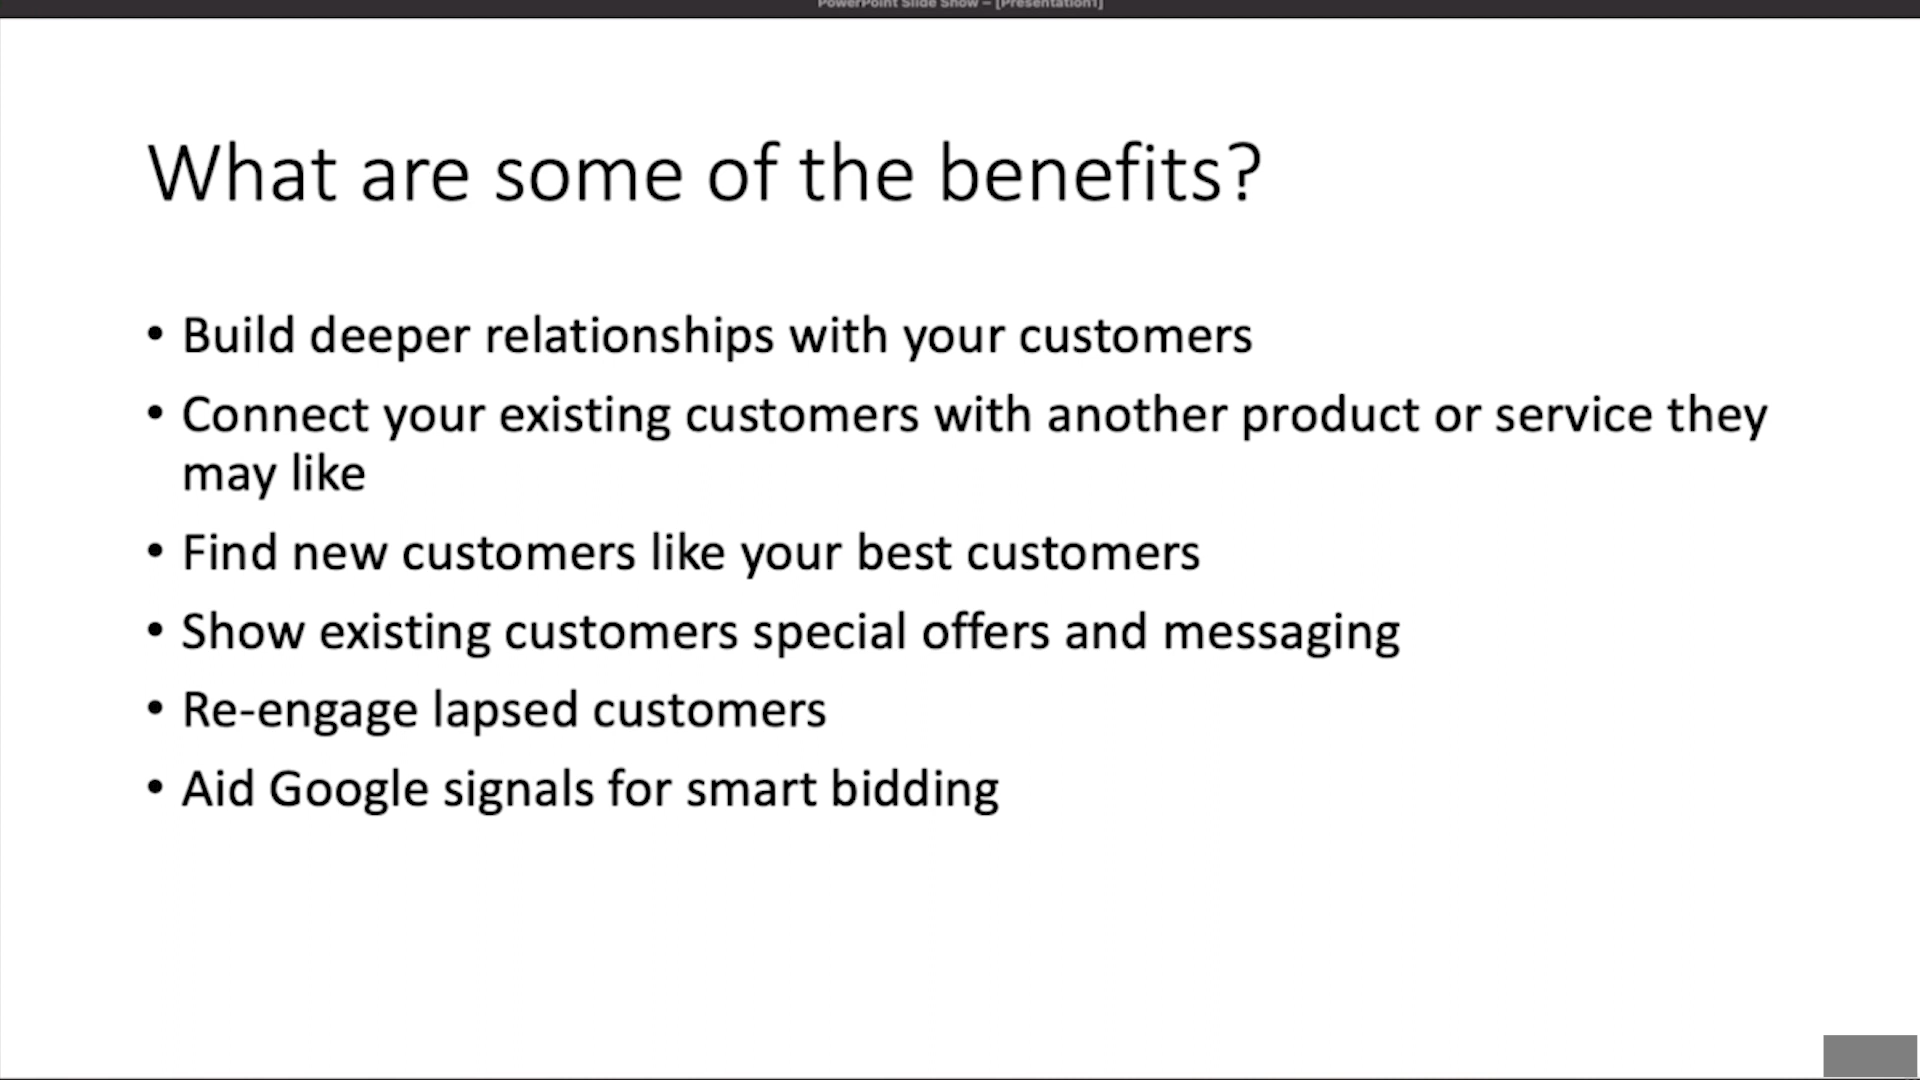 PowerPoint Slide Show – [Presentation1]
What are some of the benefits?
• Build deeper relationships with your customers
• Connect your existing customers with another product or service they
may like
• Find new customers like your best customers
• Show existing customers special offers and messaging
• Re-engage lapsed customers
• Aid Google signals for smart bidding